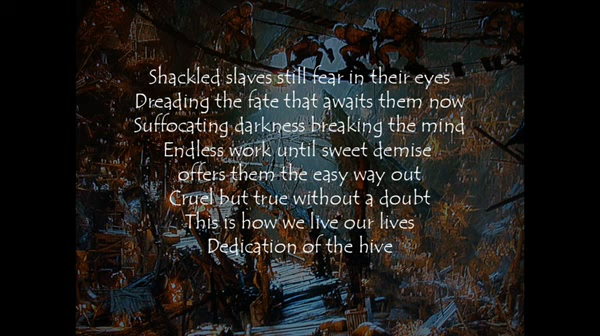 Shackled slaves still fear in their eyes
Dreading the fate that awaits them now
Suffocating darkness breaking the mind
Endless work until sweet demise
offers them the easy way out
Cruel but true without a doubt
This is how we live our lives
Dedication of the hive